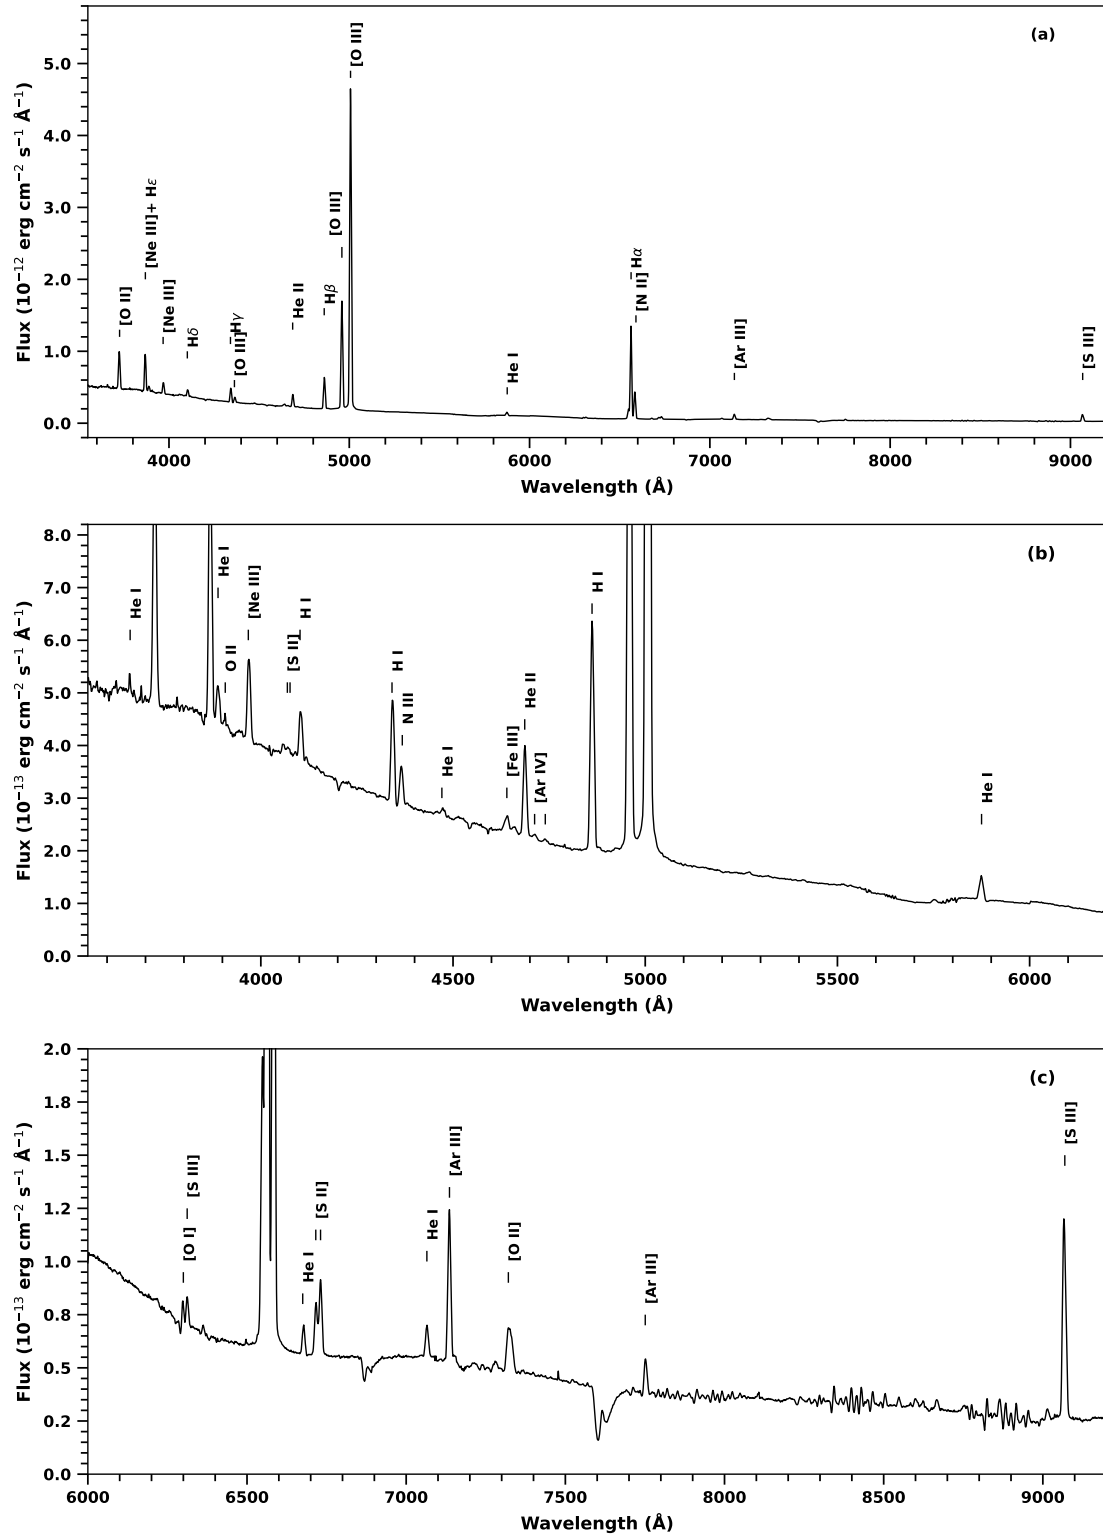 (a)
Flux (10−12 erg cm−2 s−1 Å−1)
5.0
4.0
3.0
2.0
1.0
0.0
[O II]
[Ne III]+ Hε
[Ne III]
Hδ
Hγ
[O III]
He II
Hβ
[O III]
[O III]
He I
Hα
[N II]
[Ar III]
[S III]
4000 5000 6000 7000 8000 9000
Wavelength (Å)
(b)
Flux (10−13 erg cm−2 s−1 Å−1)
8.0
7.0
6.0
5.0
4.0
3.0
2.0
1.0
0.0
He I
He I
O II
[Ne III]
[S II]
H I
H I
N III
He I
[Fe III]
He II
[Ar IV]
H I
He I
4000 4500 5000 5500 6000
Wavelength (Å)
(c)
Flux (10−13 erg cm−2 s−1 Å−1)
2.0
1.8
1.5
1.2
1.0
0.8
0.5
0.2
0.0
[O I]
[S III]
He I
[S II]
He I
[Ar III]
[O II]
[Ar III]
[S III]
6000 6500 7000 7500 8000 8500 9000
Wavelength (Å)